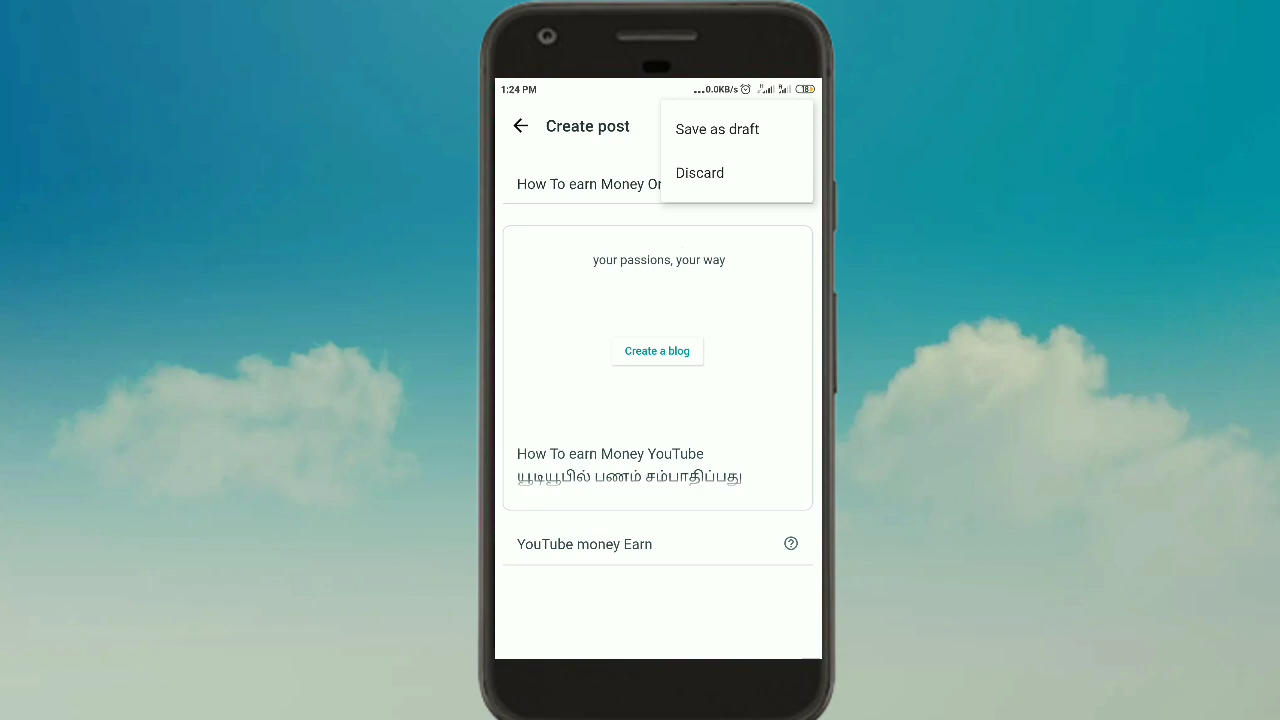 1:24 PM
...0.0KB/s
18
Create post
Save as draft
Discard
How To earn Money
your passions, your way
Create a blog
How To earn Money YouTube
யூடியூபில் பணம் சம்பாதிப்பது
YouTube money Earn